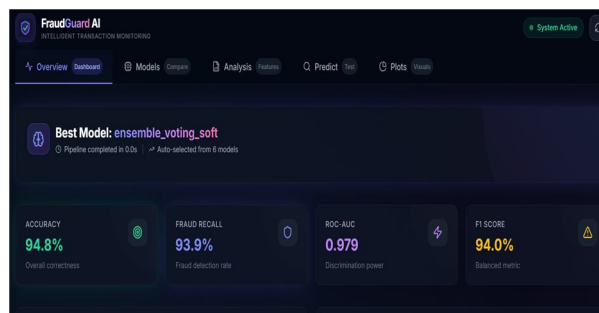 FraudGuard AI
INTELLIGENT TRANSACTION MONITORING
System Active
Overview Dashboard Models Compare Analysis Features Predict Test Plots Visuals
Best Model: ensemble_voting_soft
Pipeline completed in 0.0s Auto-selected from 6 models
ACCURACY
94.8%
Overall correctness
FRAUD RECALL
93.9%
Fraud detection rate
ROC-AUC
0.979
Discrimination power
F1 SCORE
94.0%
Balanced metric